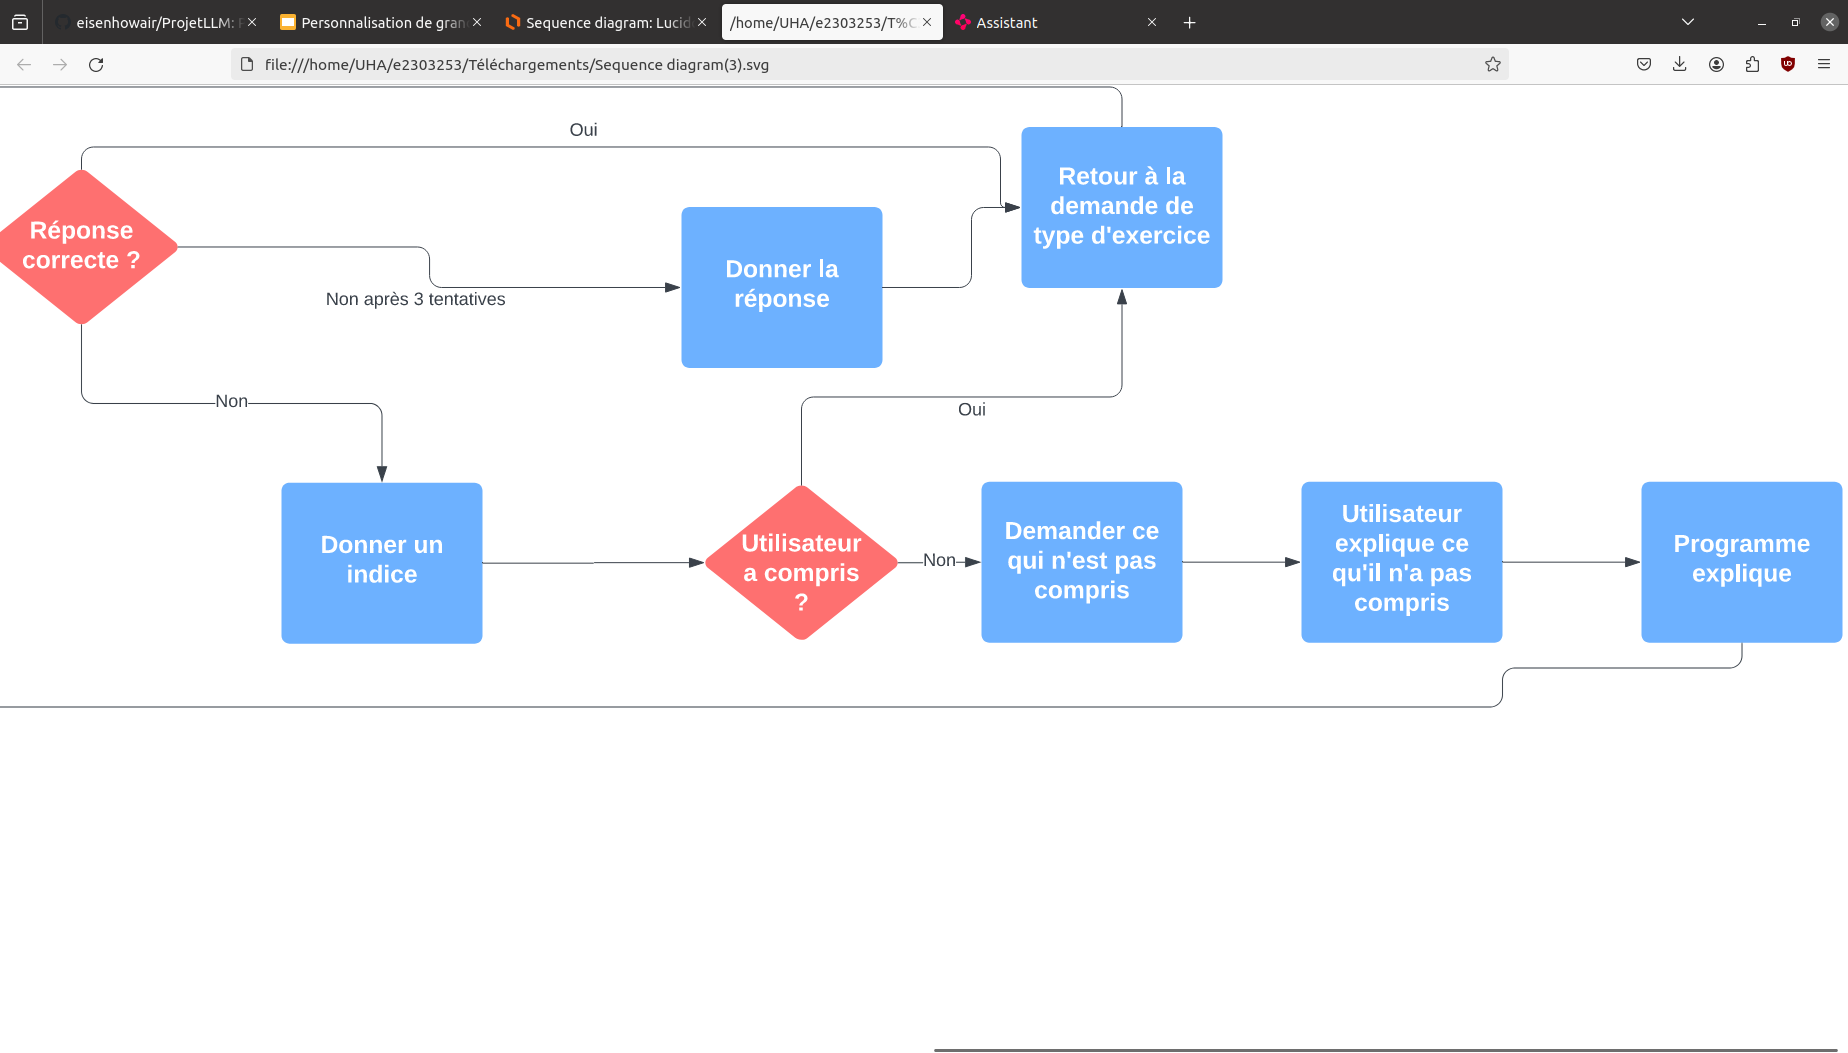 eisenhowair/ProjetLLM:
Personnalisation de gran
Sequence diagram: Lucid
/home/UHA/e2303253/T%C
Assistant
file:///home/UHA/e2303253/Téléchargements/Sequence diagram(3).svg
Oui
Retour à la
demande de
type d'exercice
Réponse
correcte ?
Donner la
réponse
Non après 3 tentatives
Non
Oui
Donner un
indice
Utilisateur
a compris
?
Non
Demander ce
qui n'est pas
compris
Utilisateur
explique ce
qu'il n'a pas
compris
Programme
explique